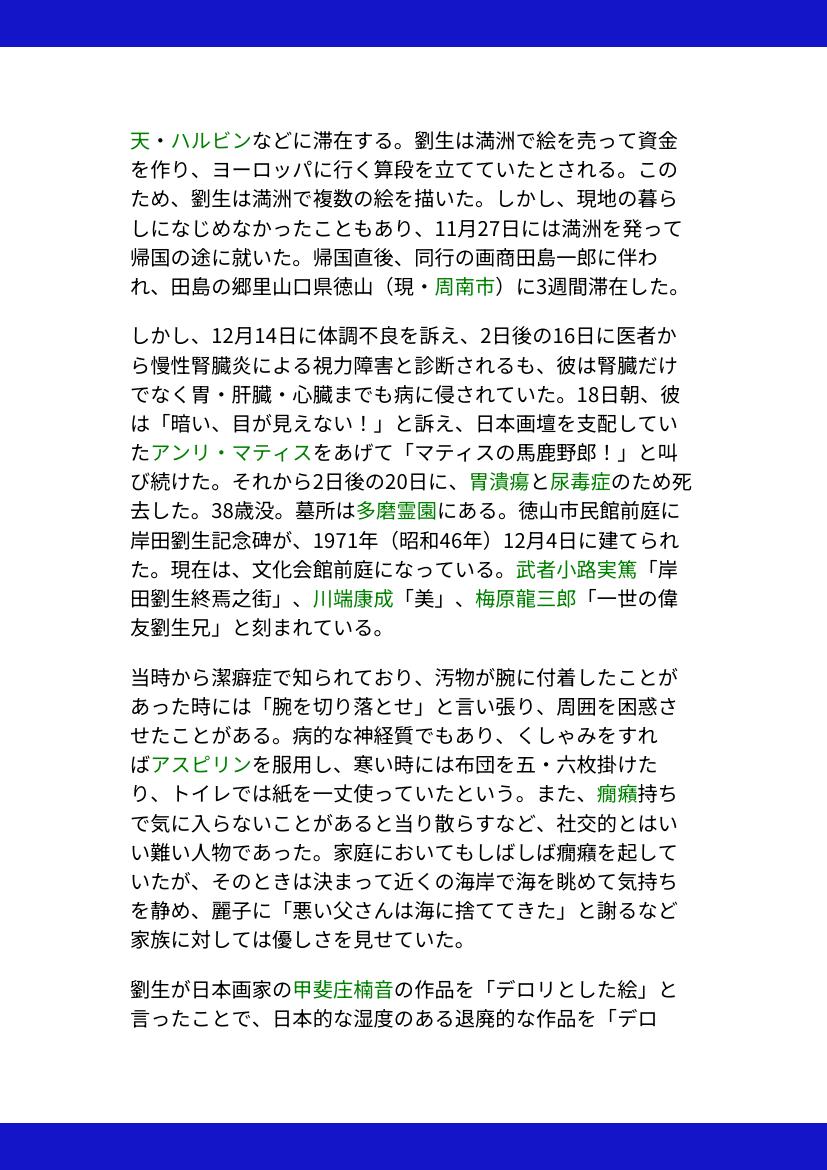 天・ハルビンなどに滞在する。劉生は満洲で絵を売って資金
を作り、ヨーロッパに行く算段を立てていたとされる。この
ため、劉生は満洲で複数の絵を描いた。しかし、現地の暮ら
しになじめなかったこともあり、11月27日には満洲を発って
帰国の途に就いた。帰国直後、同行の画商田島一郎に伴わ
れ、田島の郷里山口県徳山（現・周南市）に3週間滞在した。
しかし、12月14日に体調不良を訴え、2日後の16日に医者か
ら慢性腎臓炎による視力障害と診断されるも、彼は腎臓だけ
でなく胃・肝臓・心臓までも病に侵されていた。18日朝、彼
は「暗い、目が見えない！」と訴え、日本画壇を支配してい
たアンリ・マティスをあげて「マティスの馬鹿野郎！」と叫
び続けた。それから2日後の20日に、胃潰瘍と尿毒症のため死
去した。38歳没。墓所は多磨霊園にある。徳山市民館前庭に
岸田劉生記念碑が、1971年（昭和46年）12月4日に建てられ
た。現在は、文化会館前庭になっている。武者小路実篤「岸
田劉生終焉之街」、川端康成「美」、梅原龍三郎「一世の偉
友劉生兄」と刻まれている。
当時から潔癖症で知られており、汚物が腕に付着したことが
あった時には「腕を切り落とせ」と言い張り、周囲を困惑さ
せたことがある。病的な神経質でもあり、くしゃみをすれ
ばアスピリンを服用し、寒い時には布団を五・六枚掛けた
り、トイレでは紙を一丈使っていたという。また、癇癪持ち
で気に入らないことがあると当り散らすなど、社交的とはい
い難い人物であった。家庭においてもしばしば癇癪を起して
いたが、そのときは決まって近くの海岸で海を眺めて気持ち
を静め、麗子に「悪い父さんは海に捨ててきた」と謝るなど
家族に対しては優しさを見せていた。
劉生が日本画家の甲斐庄楠音の作品を「デロリとした絵」と
言ったことで、日本的な湿度のある退廃的な作品を「デロ